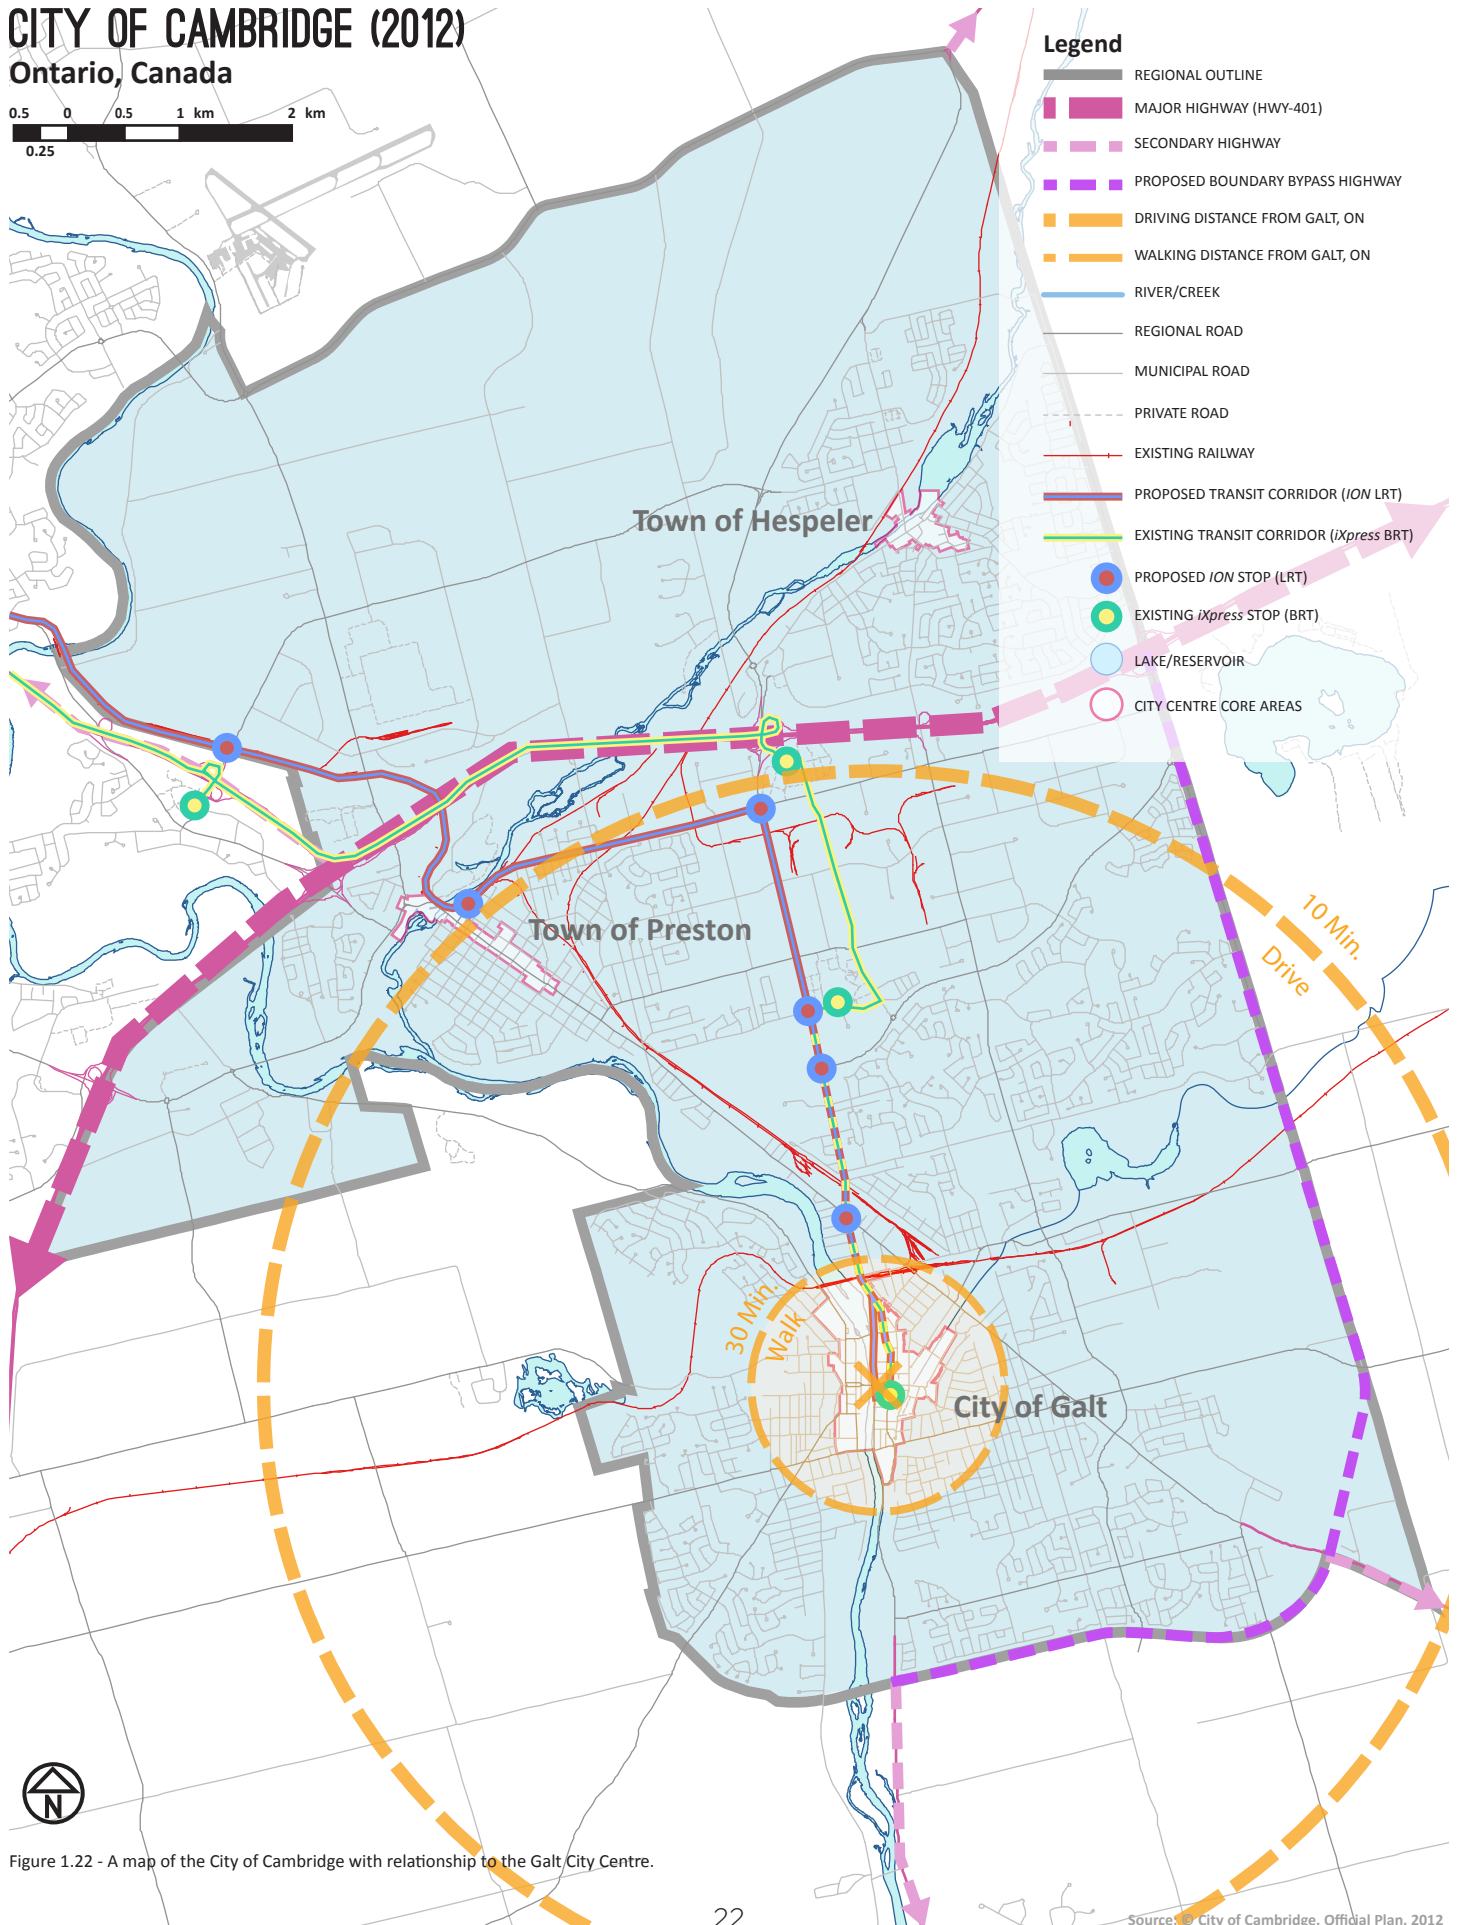 CITY OF CAMBRIDGE (2012)
Ontario, Canada
0.5 0 0.5 1 km 2 km
0.25
Legend
REGIONAL OUTLINE
MAJOR HIGHWAY (HWY-401)
SECONDARY HIGHWAY
PROPOSED BOUNDARY BYPASS HIGHWAY
DRIVING DISTANCE FROM GALT, ON
WALKING DISTANCE FROM GALT, ON
RIVER/CREEK
REGIONAL ROAD
MUNICIPAL ROAD
PRIVATE ROAD
EXISTING RAILWAY
PROPOSED TRANSIT CORRIDOR (ION LRT)
EXISTING TRANSIT CORRIDOR (iXpress BRT)
PROPOSED ION STOP (LRT)
EXISTING iXpress STOP (BRT)
LAKE/RESERVOIR
CITY CENTRE CORE AREAS
Town of Hespeler
Town of Preston
10 Min.
Drive
30 Min.
Walk
City of Galt
N
Figure 1.22 - A map of the City of Cambridge with relationship to the Galt City Centre.
22
Source: © City of Cambridge. Official Plan. 2012